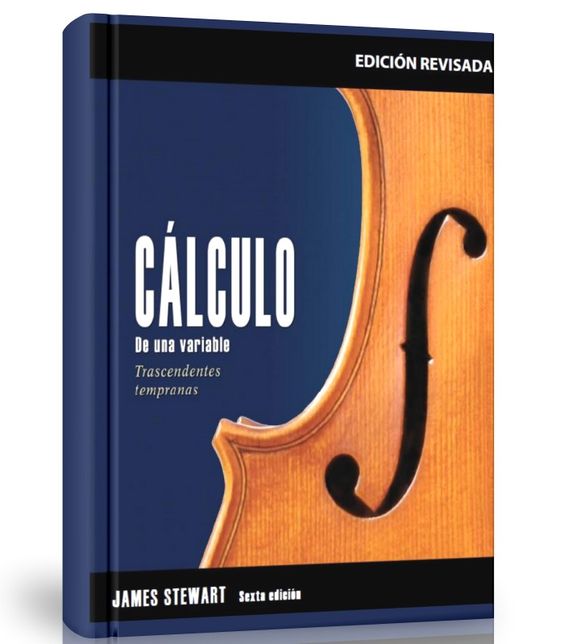 EDICIÓN REVISADA
CÁLCULO
De una variable
Trascendentes
tempranas
JAMES STEWART Sexta edición